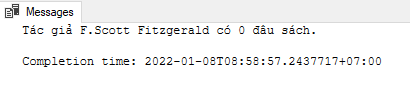 Messages
Tác giả F.Scott Fitzgerald có 0 đầu sách.
Completion time: 2022-01-08T08:58:57.2437717+07:00